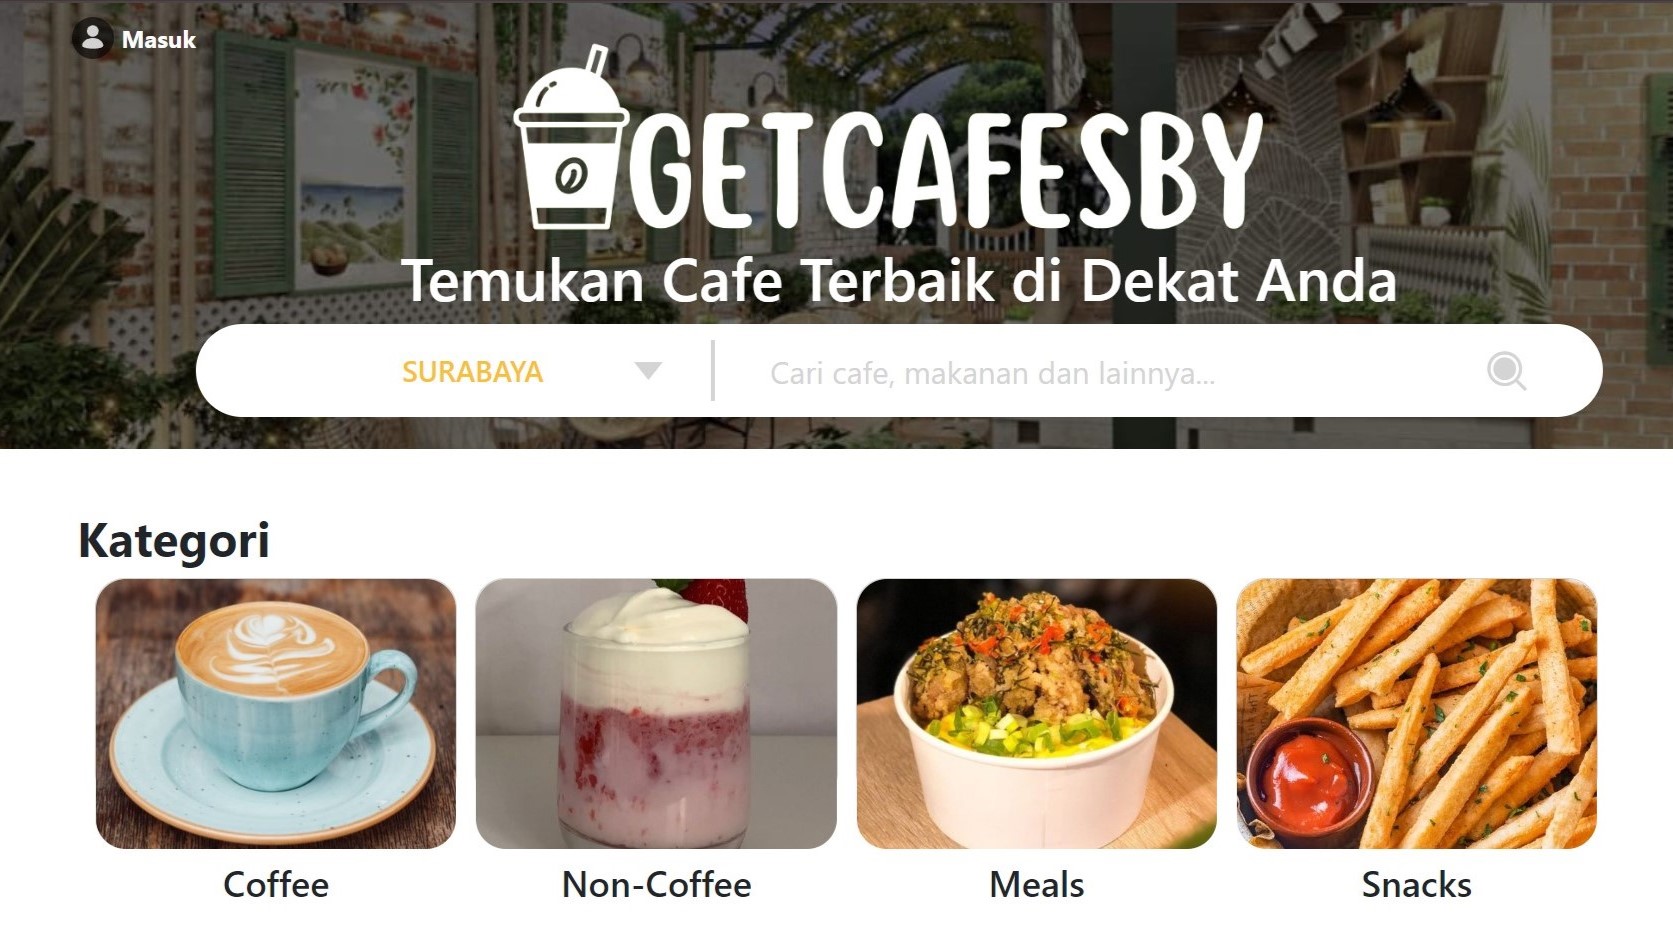 Masuk
GETCAFESBY
Temukan Cafe Terbaik di Dekat Anda
SURABAYA
Cari cafe, makanan dan lainnya...
Kategori
Coffee
Non-Coffee
Meals
Snacks